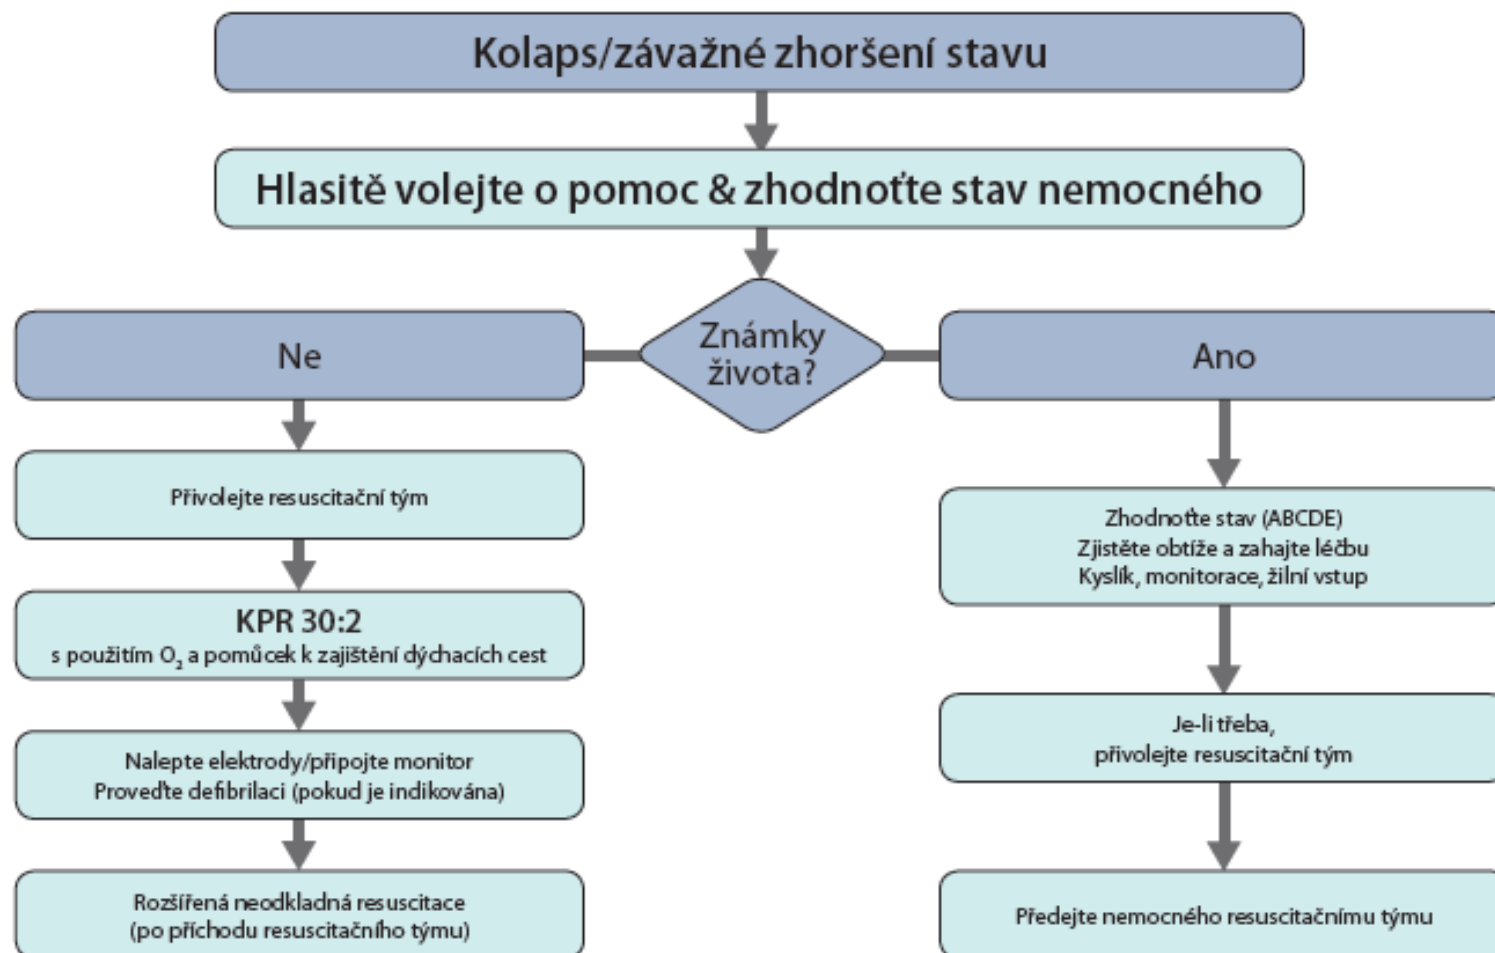 Kolaps/závažné zhoršení stavu
Hlasitě volejte o pomoc & zhodnoťte stav nemocného
Známky
života?
Ne
Přivolejte resuscitační tým
KPR 30:2
s použitím O₂ a pomůcek k zajištění dýchacích cest
Nalepte elektrody/připojte monitor
Proveďte defibrilaci (pokud je indikována)
Rozšířená neodkladná resuscitace
(po příchodu resuscitačního týmu)
Ano
Zhodnoťte stav (ABCDE)
Zjistěte obtíže a zahajte léčbu
Kyslík, monitorace, žilní vstup
Je-li třeba,
přivolejte resuscitační tým
Předejte nemocného resuscitačnímu týmu